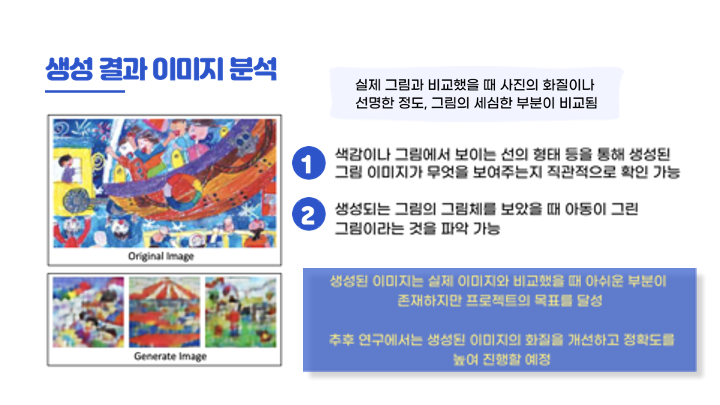 생성 결과 이미지 분석
실제 그림과 비교했을 때 사진의 화질이나
선명한 정도, 그림의 세심한 부분이 비교됨
Original Image
Generate Image
1
색감이나 그림에서 보이는 선의 형태 등을 통해 생성된
그림 이미지가 무엇을 보여주는지 직관적으로 확인 가능
2
생성되는 그림의 그림체를 보았을 때 아동이 그린
그림이라는 것을 파악 가능
생성된 이미지는 실제 이미지와 비교했을 때 아쉬운 부분이
존재하지만 프로젝트의 목표를 달성
추후 연구에서는 생성된 이미지의 화질을 개선하고 정확도를
높여 진행할 예정